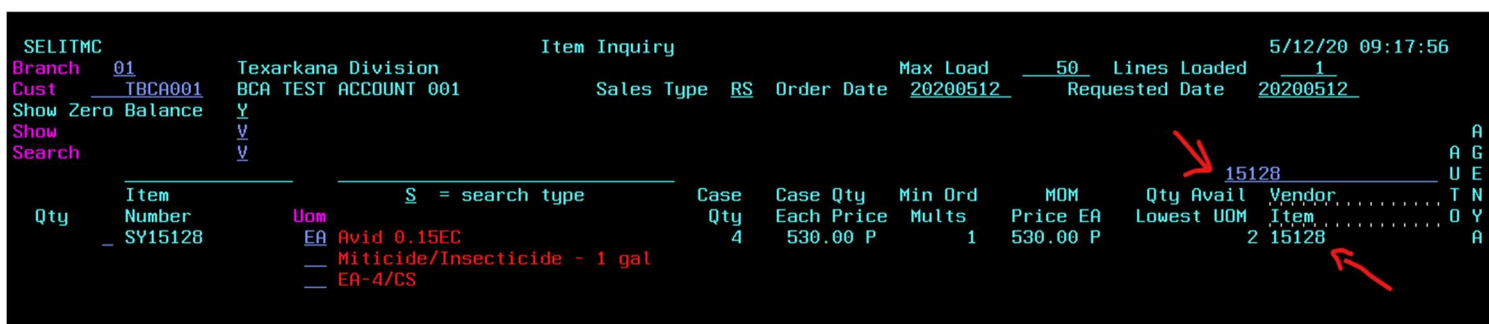 SELITMC Item Inquiry 5/12/20 09:17:56
Branch 01 Texarkana Division Max Load 50 Lines Loaded 1
Cust TBCA001 BCA TEST ACCOUNT 001 Sales Type RS Order Date 20200512 Requested Date 20200512
Show Zero Balance Y
Show V A
Search V A G
15128 U E
Item S = search type Case Case Qty Min Ord MOM Qty Avail Vendor T N
Qty Number Uom Qty Each Price Mults Price EA Lowest UOM Item O Y
SY15128 EA Avid 0.15EC 4 530.00 P 1 530.00 P 2 15128 A
Miticide/Insecticide - 1 gal
EA-4/CS